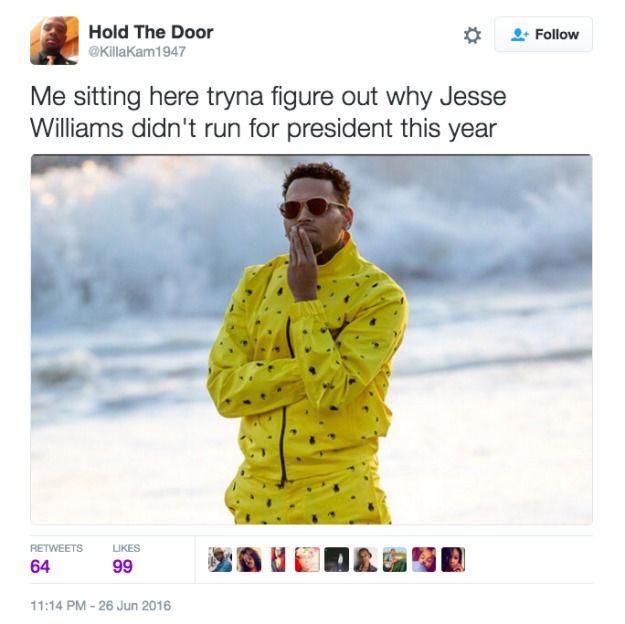 Hold The Door
@KillaKam1947
Follow
Me sitting here tryna figure out why Jesse
Williams didn't run for president this year
RETWEETS
LIKES
64
99
11:14 PM - 26 Jun 2016